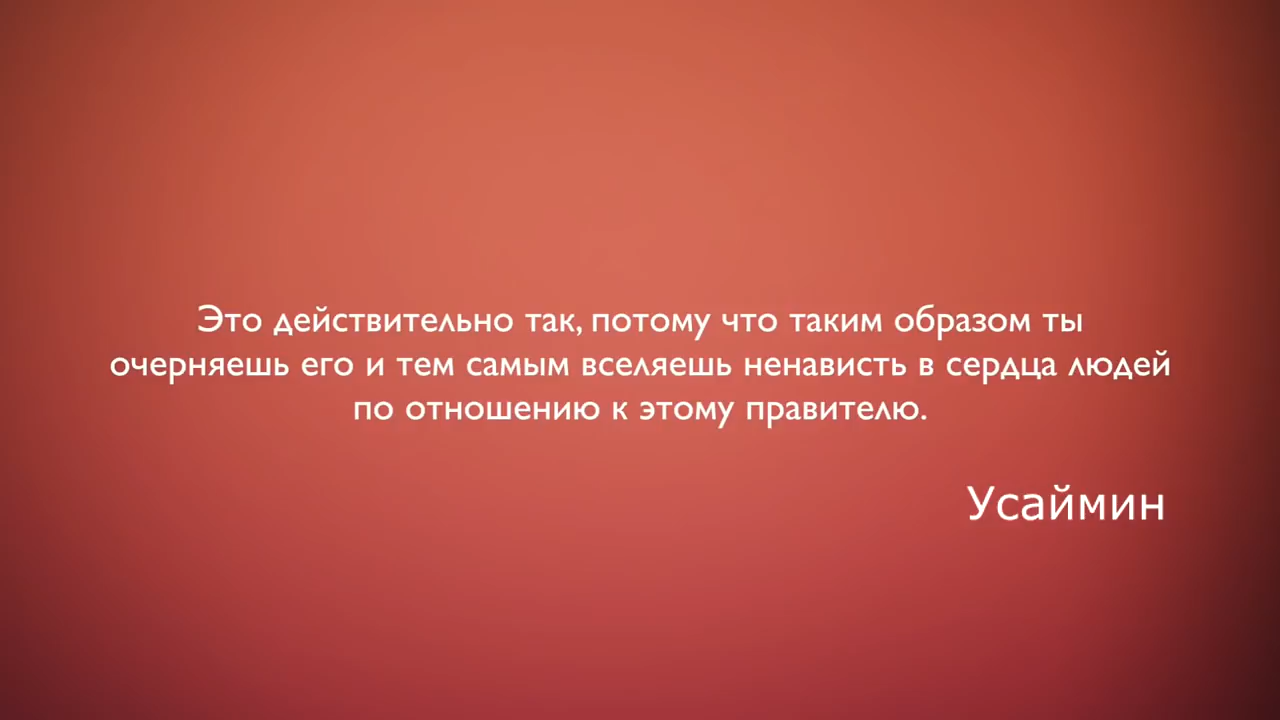 Это действительно так, потому что таким образом ты
очерняешь его и тем самым вселяешь ненависть в сердца людей
по отношению к этому правителю.
Усаймин